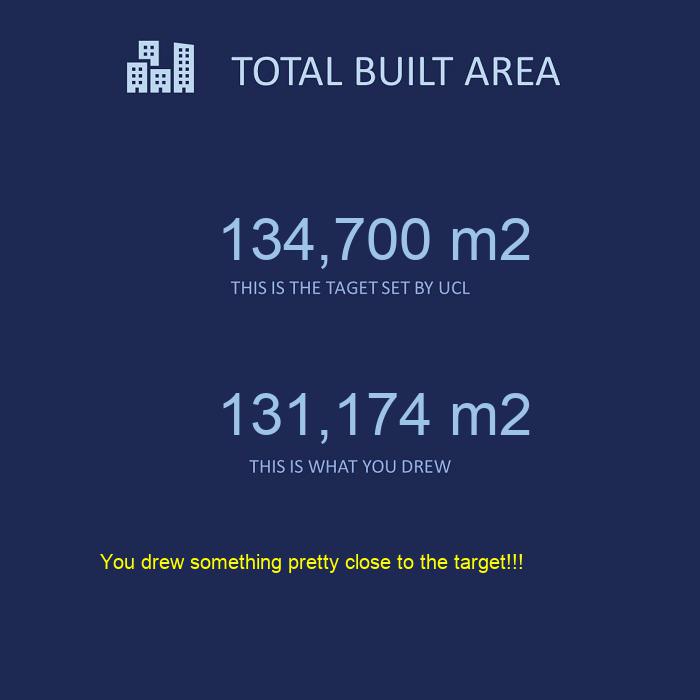 TOTAL BUILT AREA
134,700 m2
THIS IS THE TAGET SET BY UCL
131,174 m2
THIS IS WHAT YOU DREW
You drew something pretty close to the target!!!